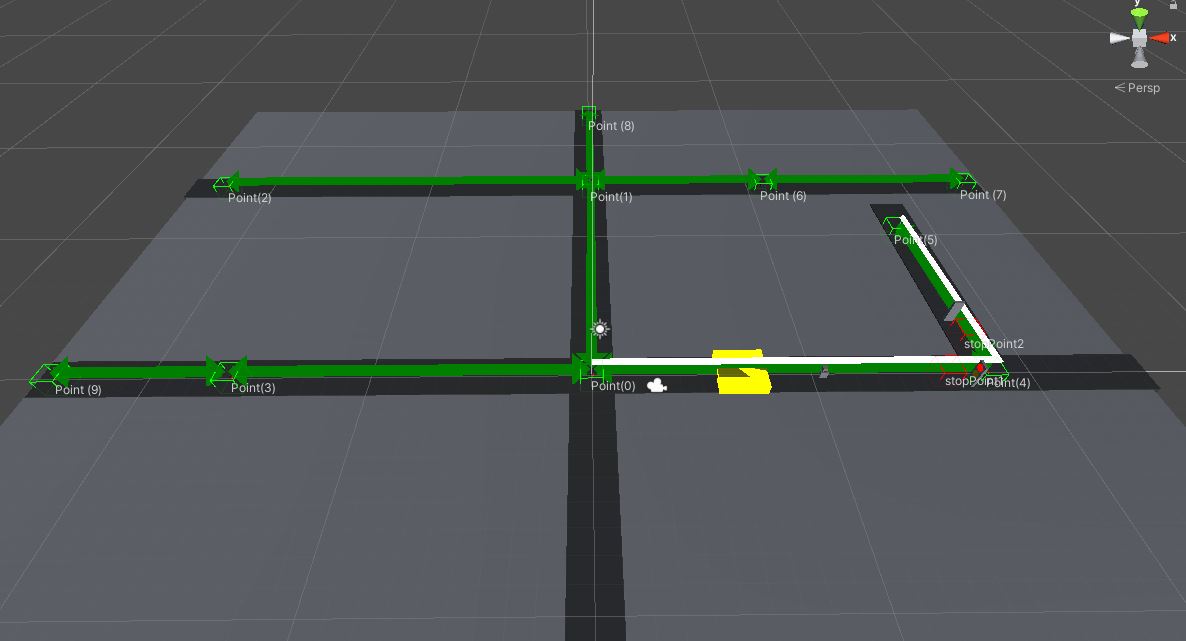 y
x
< Persp
Point (8)
Point(2)
Point(1)
Point (6)
Point (7)
Point(5)
stopPoint2
Point (9)
Point(3)
Point(0)
Point(4)